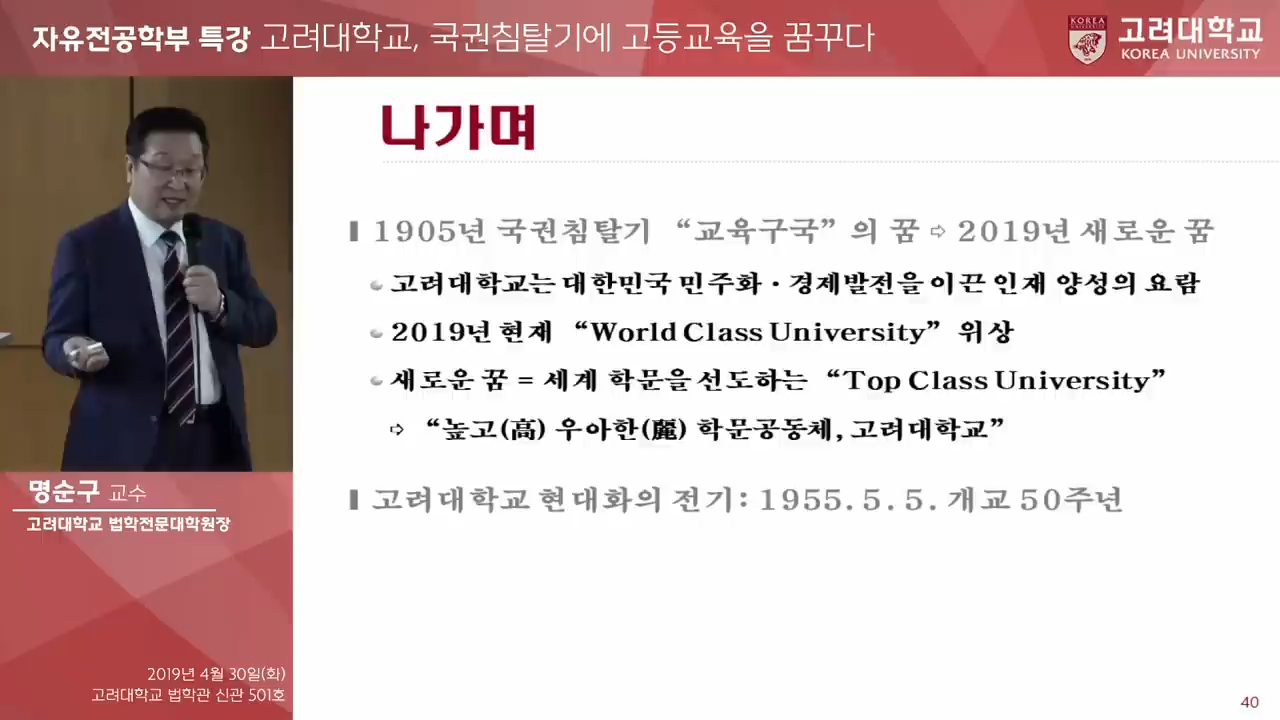 자유전공학부 특강 고려대학교, 국권침탈기에 고등교육을 꿈꾸다
KOREA
고려대학교
KOREA UNIVERSITY
나가며
1905년 국권침탈기 “교육구국”의 꿈 ⇨ 2019년 새로운 꿈
고려대학교는 대한민국 민주화·경제발전을 이끈 인재 양성의 요람
2019년 현재 “World Class University” 위상
새로운 꿈 = 세계 학문을 선도하는 “Top Class University”
⇨ “높고(高) 우아한(麗) 학문공동체, 고려대학교”
고려대학교 현대화의 전기: 1955. 5. 5. 개교 50주년
명순구 교수
고려대학교 법학전문대학원장
2019년 4월 30일(화)
고려대학교 법학관 신관 501호
40